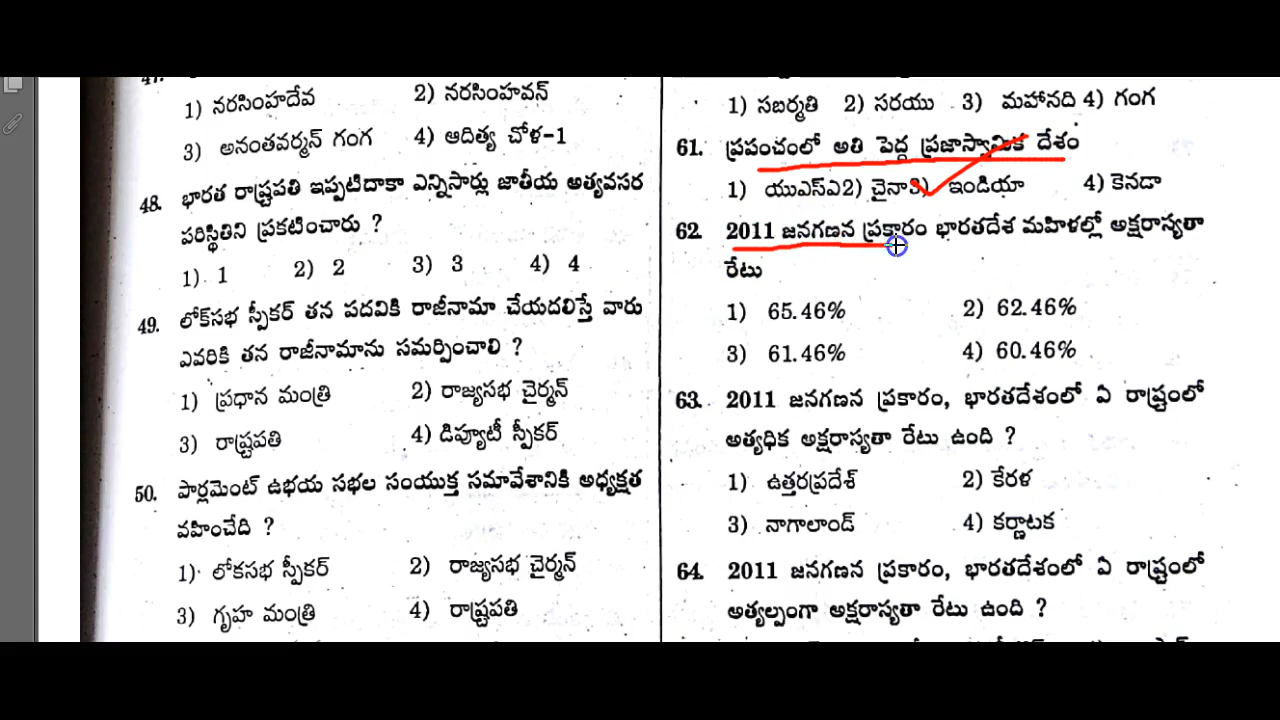 47.
1) నరసింహదేవ 2) నరసింహవన్
3) అనంతవర్మన్ గంగ 4) ఆదిత్య చోళ-1
48. భారత రాష్ట్రపతి ఇప్పటిదాకా ఎన్నిసార్లు జాతీయ అత్యవసర
పరిస్థితిని ప్రకటించారు ?
1) 1 2) 2 3) 3 4) 4
49. లోక్‌సభ స్పీకర్ తన పదవికి రాజీనామా చేయదలిస్తే వారు
ఎవరికి తన రాజీనామాను సమర్పించాలి ?
1) ప్రధాన మంత్రి 2) రాజ్యసభ చైర్మన్
3) రాష్ట్రపతి 4) డిప్యూటీ స్పీకర్
50. పార్లమెంట్ ఉభయ సభల సంయుక్త సమావేశానికి అధ్యక్షత
వహించేది ?
1) లోకసభ స్పీకర్ 2) రాజ్యసభ చైర్మన్
3) గృహ మంత్రి 4) రాష్ట్రపతి
1) సబర్మతి 2) సరయు 3) మహానది 4) గంగ
61. ప్రపంచంలో అతి పెద్ద ప్రజాస్వామిక దేశం
1) యుఎస్ఎ 2) చైనా 3) ఇండియా 4) కెనడా
62. 2011 జనగణన ప్రకారం భారతదేశ మహిళల్లో అక్షరాస్యతా
రేటు
1) 65.46% 2) 62.46%
3) 61.46% 4) 60.46%
63. 2011 జనగణన ప్రకారం, భారతదేశంలో ఏ రాష్ట్రంలో
అత్యధిక అక్షరాస్యతా రేటు ఉంది ?
1) ఉత్తరప్రదేశ్ 2) కేరళ
3) నాగాలాండ్ 4) కర్ణాటక
64. 2011 జనగణన ప్రకారం, భారతదేశంలో ఏ రాష్ట్రంలో
అత్యల్పంగా అక్షరాస్యతా రేటు ఉంది ?